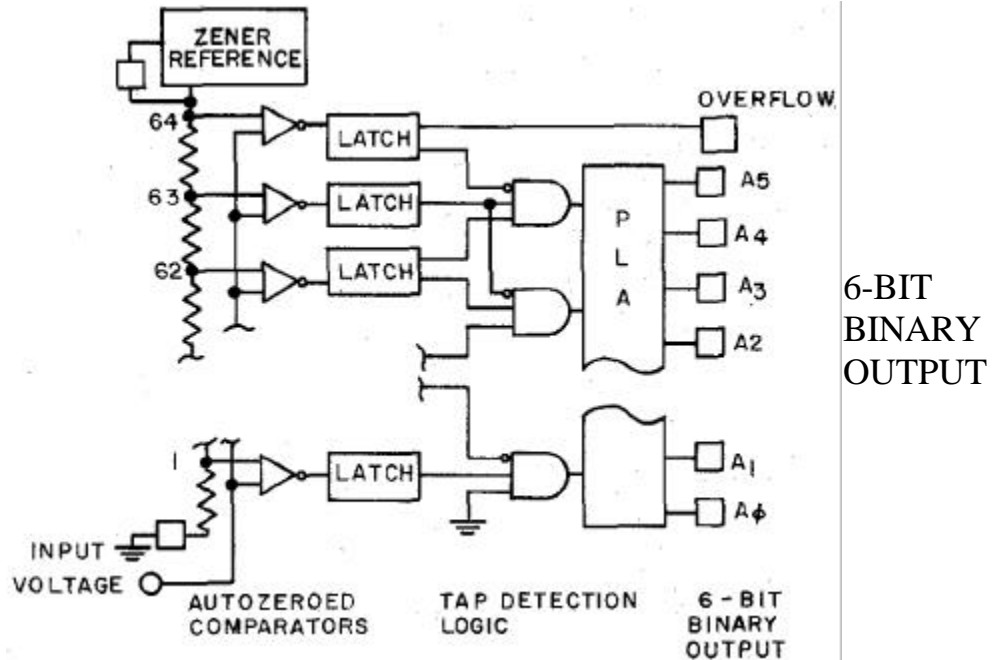 ZENER
REFERENCE
OVERFLOW
64
LATCH
A5
63
LATCH
P
L
A
A4
62
LATCH
A3
A2
6-BIT
BINARY
OUTPUT
1
LATCH
A1
Aϕ
INPUT
VOLTAGE
AUTOZEROED
COMPARATORS
TAP DETECTION
LOGIC
6 - BIT
BINARY
OUTPUT